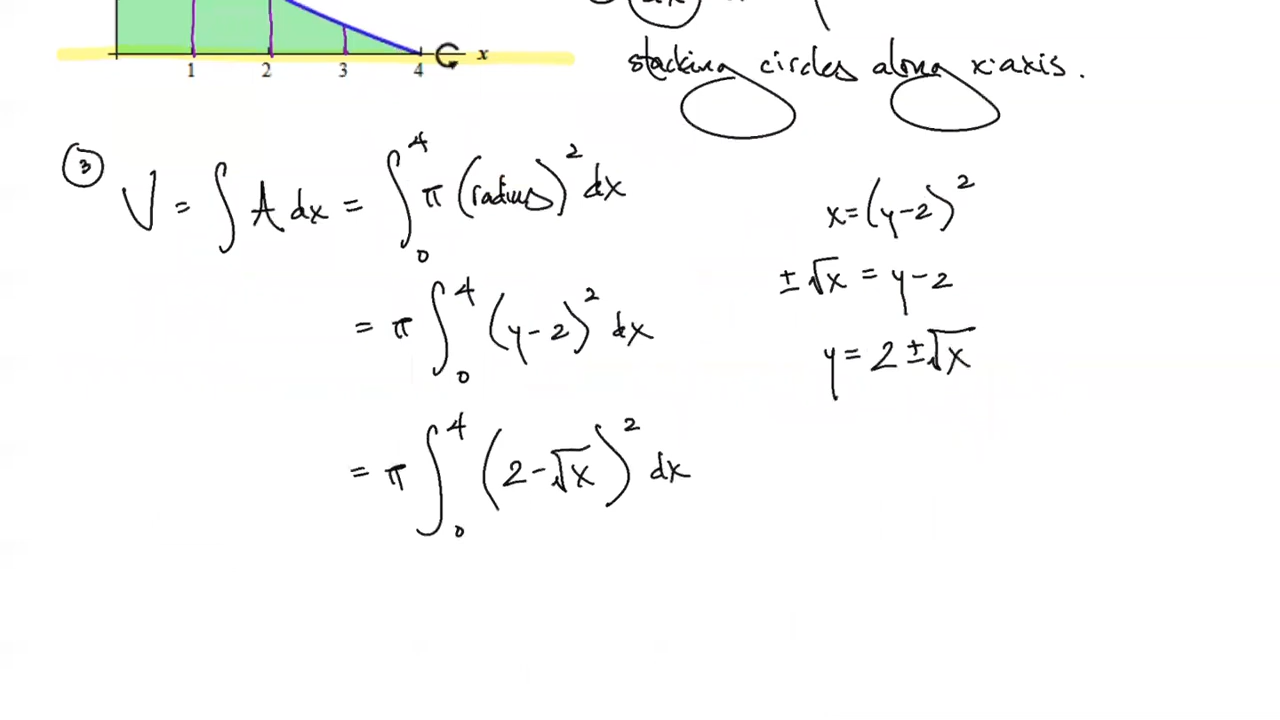 1 2 3 4 x
stacking circles along x-axis.
③ V = ∫ A dx = ∫₀⁴ π (radius)² dx
= π ∫₀⁴ (y-2)² dx
= π ∫₀⁴ (2-√x)² dx
x = (y-2)²
±√x = y-2
y = 2 ±√x